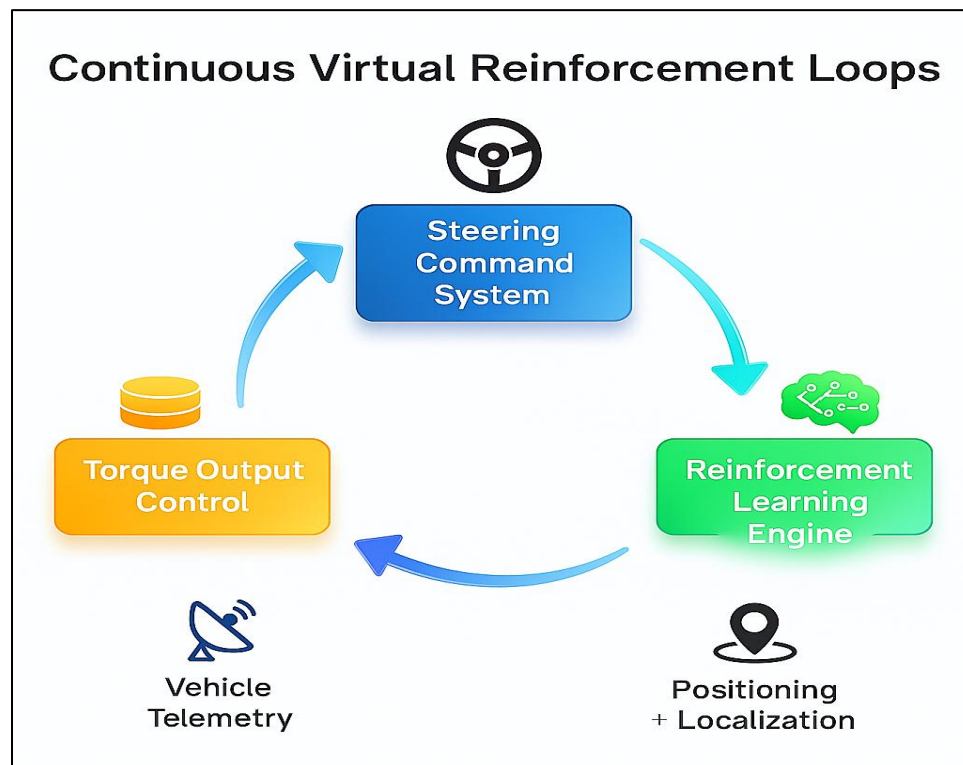 Continuous Virtual Reinforcement Loops
Steering
Command
System
Torque Output
Control
Reinforcement
Learning
Engine
Vehicle
Telemetry
Positioning
+ Localization